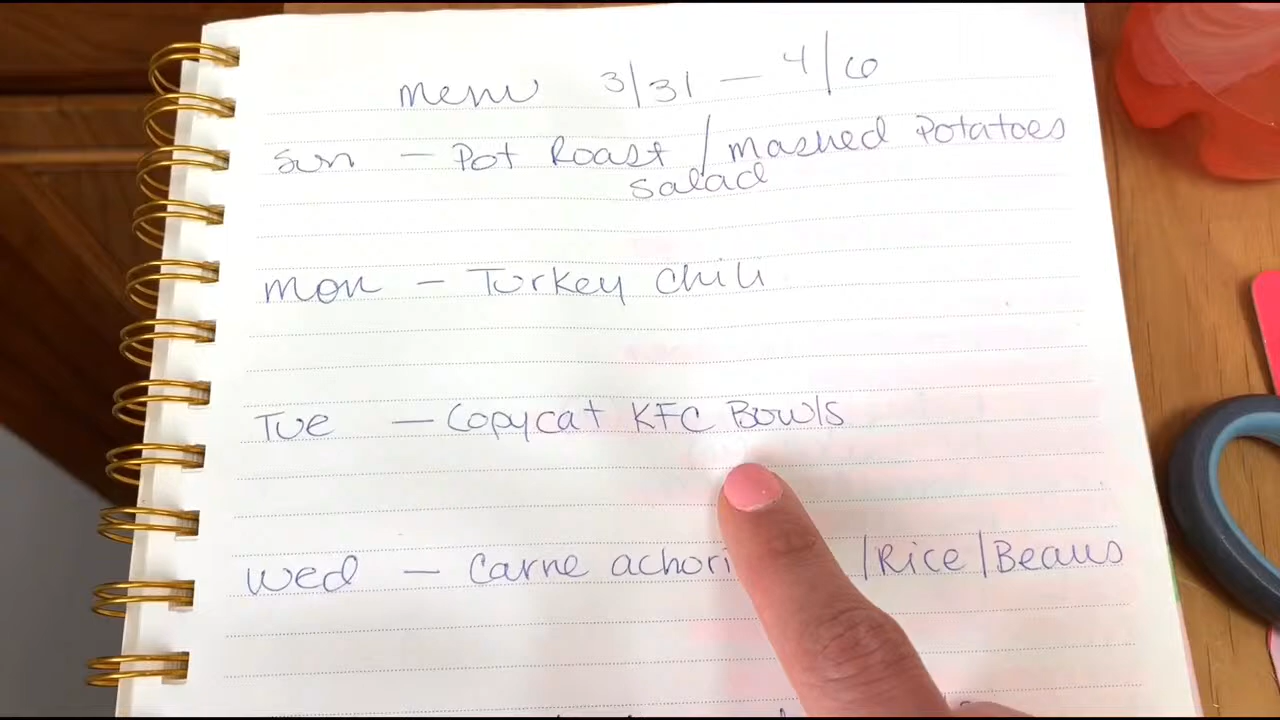 Menu 3/31 — 4/6
Sun — Pot Roast / Mashed Potatoes
salad
Mon — Turkey Chili
Tue — Copycat KFC Bowls
Wed — Carne /Rice/Beans